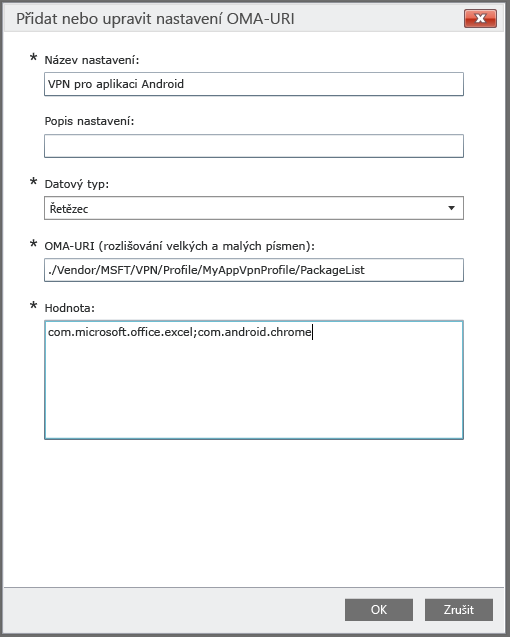 Přidat nebo upravit nastavení OMA-URI
* Název nastavení:
VPN pro aplikaci Android
Popis nastavení:
* Datový typ:
Řetězec
* OMA-URI (rozlišování velkých a malých písmen):
./Vendor/MSFT/VPN/Profile/MyAppVpnProfile/PackageList
* Hodnota:
com.microsoft.office.excel;com.android.chrome
OK Zrušit